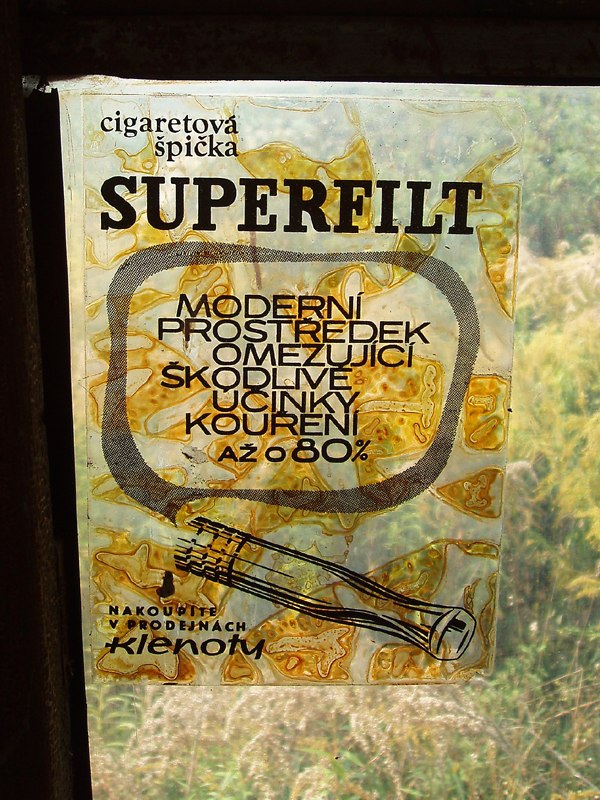 cigaretová
špička
SUPERFILT
MODERNÍ
PROSTŘEDEK
OMEZUJÍCÍ
ŠKODLIVÉ
ÚČINKY
KOUŘENÍ
AŽ O 80%
NAKOUPÍTE
V PRODEJNÁCH
Klenoty